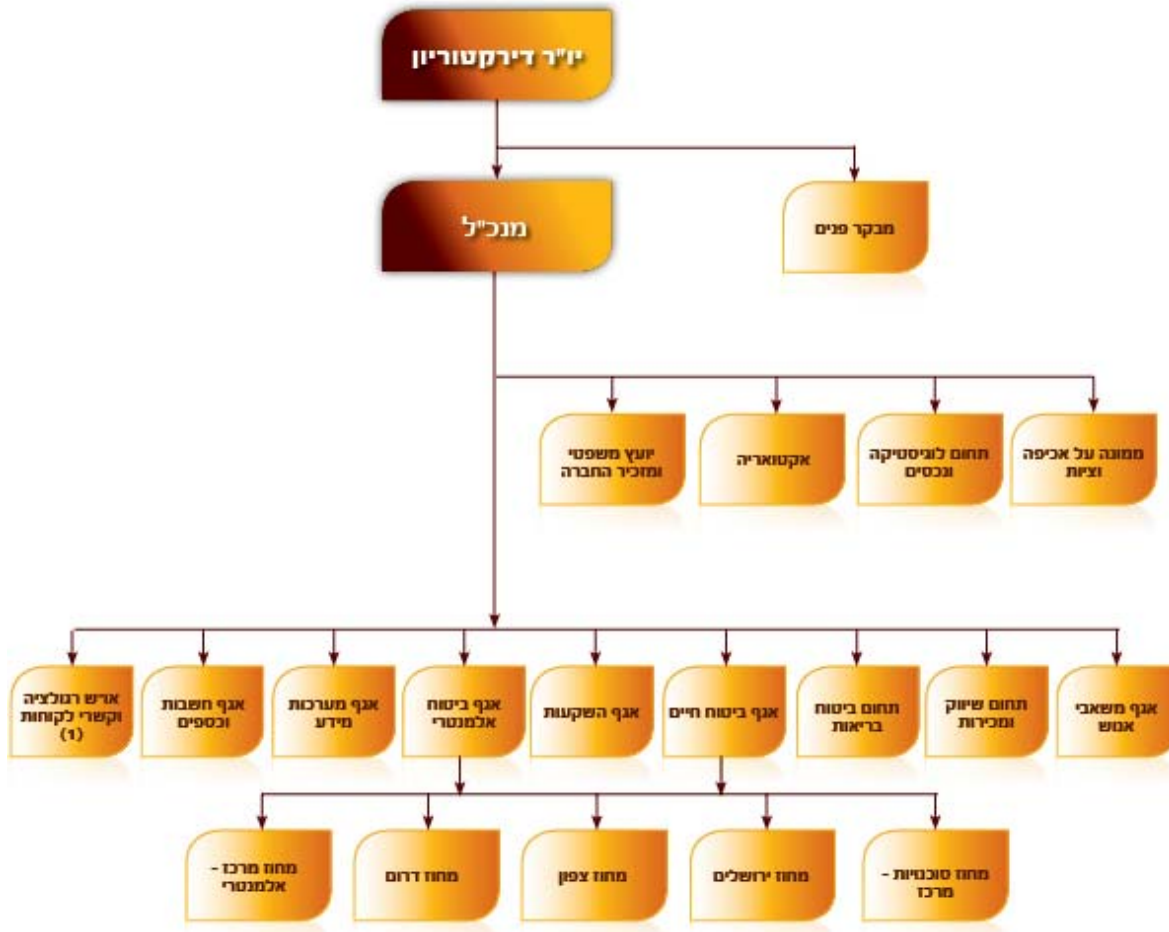 יו"ר דירקטוריון
מנכ"ל
מבקר פנים
ממונה על אכיפה
וציות
תחום לוגיסטיקה
ונכסים
אקטואריה
יועץ משפטי
ומזכיר החברה
אגף משאבי
אנוש
תחום שיווק
ומכירות
תחום ביטוח
בריאות
אגף ביטוח חיים
אגף השקעות
אגף ביטוח
אלמנטרי
אגף מערכות
מידע
אגף חשבות
וכספים
או"ש רגולציה
וקשרי לקוחות
(1)
מחוז סוכנויות –
מרכז
מחוז ירושלים
מחוז צפון
מחוז דרום
מחוז מרכז –
אלמנטרי